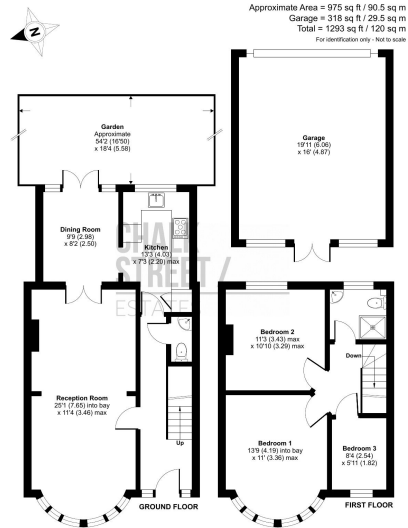 Approximate Area = 975 sq ft / 90.5 sq m
Garage = 318 sq ft / 29.5 sq m
Total = 1293 sq ft / 120 sq m
For identification only - Not to scale
N
Garden
Approximate
54'2 (16*50)
x 18'4 (5.58)
Garage
19'11 (6.06)
x 16' (4.87)
Dining Room
9'9 (2.98)
x 8'2 (2.50)
Kitchen
13'3 (4.03)
x 7'3 (2.20) max
CHALK
STREET /
ESTATES
Reception Room
25'1 (7.65) into bay
x 11'4 (3.46) max
Up
GROUND FLOOR
Bedroom 2
11'3 (3.43) max
x 10'10 (3.29) max
Down
Bedroom 1
13'9 (4.19) into bay
x 11' (3.36) max
Bedroom 3
8'4 (2.54)
x 5'11 (1.82)
FIRST FLOOR